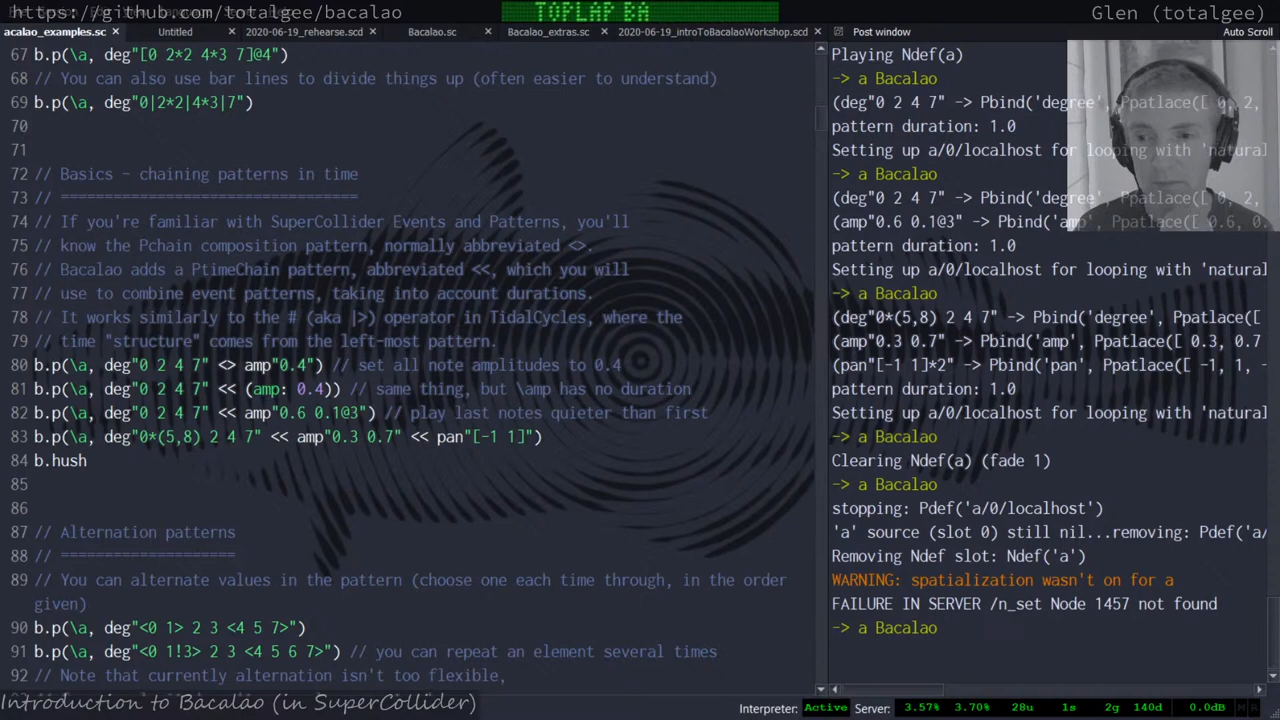 https://github.com/totalgee/bacalao
TOPLAP BA
Glen (totalgee)
acalao_examples.sc
Untitled
2020-06-19_rehearse.scd
Bacalao.sc
Bacalao_extras.sc
2020-06-19_introToBacalaoWorkshop.scd
Post window
Auto Scroll
67 b.p(\a, deg"[0 2*2 4*3 7]@4")
68 // You can also use bar lines to divide things up (often easier to understand)
69 b.p(\a, deg"0|2*2|4*3|7")
70
71
72 // Basics – chaining patterns in time
73 // ==================================
74 // If you're familiar with SuperCollider Events and Patterns, you'll
75 // know the Pchain composition pattern, normally abbreviated <>.
76 // Bacalao adds a PtimeChain pattern, abbreviated <<, which you will
77 // use to combine event patterns, taking into account durations.
78 // It works similarly to the # (aka |>) operator in TidalCycles, where the
79 // time "structure" comes from the left-most pattern.
80 b.p(\a, deg"0 2 4 7" <> amp"0.4") // set all note amplitudes to 0.4
81 b.p(\a, deg"0 2 4 7" << (amp: 0.4)) // same thing, but \amp has no duration
82 b.p(\a, deg"0 2 4 7" << amp"0.6 0.1@3") // play last notes quieter than first
83 b.p(\a, deg"0*(5,8) 2 4 7" << amp"0.3 0.7" << pan"[-1 1]")
84 b.hush
85
86
87 // Alternation patterns
88 // ====================
89 // You can alternate values in the pattern (choose one each time through, in the order
given)
90 b.p(\a, deg"<0 1> 2 3 <4 5 7>")
91 b.p(\a, deg"<0 1!3> 2 3 <4 5 6 7>") // you can repeat an element several times
92 // Note that currently alternation isn't too flexible,
Playing Ndef(a)
-> a Bacalao
(deg"0 2 4 7" -> Pbind('degree', Ppatlace([ 0, 2,
pattern duration: 1.0
Setting up a/0/localhost for looping with 'natural
-> a Bacalao
(deg"0 2 4 7" -> Pbind('degree', Ppatlace([ 0, 2,
(amp"0.6 0.1@3" -> Pbind('amp', Ppatlace([ 0.6, 0.
pattern duration: 1.0
Setting up a/0/localhost for looping with 'natural
-> a Bacalao
(deg"0*(5,8) 2 4 7" -> Pbind('degree', Ppatlace([
(amp"0.3 0.7" -> Pbind('amp', Ppatlace([ 0.3, 0.7
(pan"[-1 1]*2" -> Pbind('pan', Ppatlace([ -1, 1, -
pattern duration: 1.0
Setting up a/0/localhost for looping with 'natural
-> a Bacalao
Clearing Ndef(a) (fade 1)
-> a Bacalao
stopping: Pdef('a/0/localhost')
'a' source (slot 0) still nil...removing: Pdef('a/
Removing Ndef slot: Ndef('a')
WARNING: spatialization wasn't on for a
FAILURE IN SERVER /n_set Node 1457 not found
-> a Bacalao
Introduction to Bacalao (in SuperCollider)
Interpreter: Active Server: 3.57% 3.70% 28u 1s 2g 140d 0.0dB M R